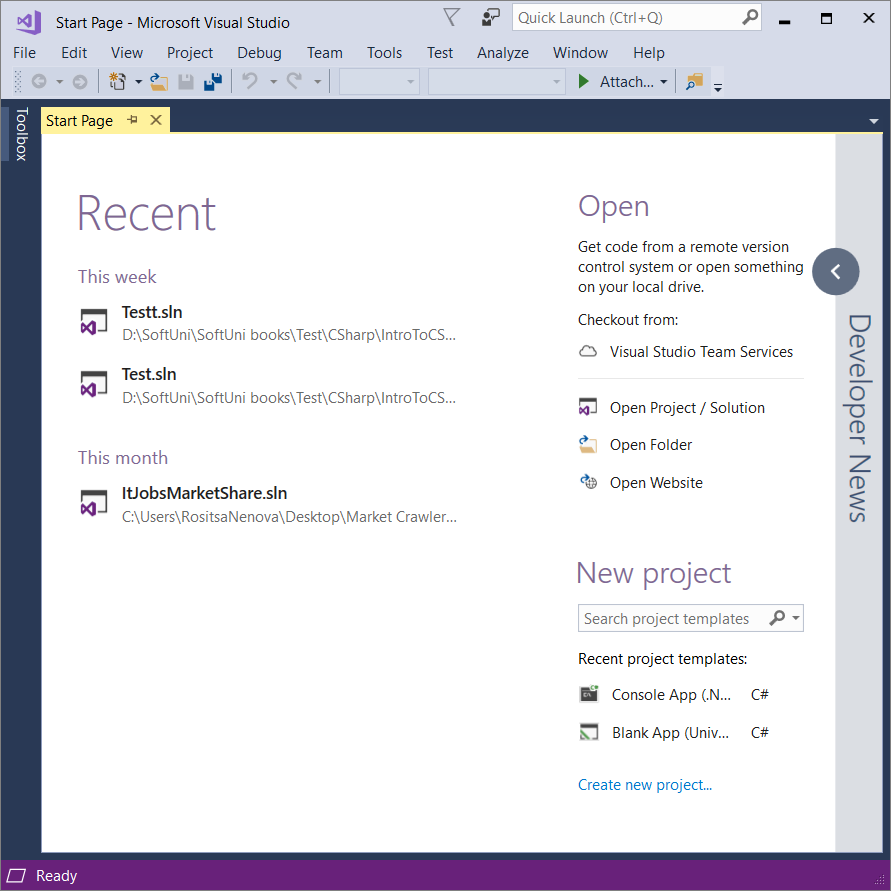 Start Page - Microsoft Visual Studio
Quick Launch (Ctrl+Q)
File Edit View Project Debug Team Tools Test Analyze Window Help
Attach...
Toolbox
Start Page
Recent
This week
Testt.sln
D:\SoftUni\SoftUni books\Test\CSharp\IntroToCS...
Test.sln
D:\SoftUni\SoftUni books\Test\CSharp\IntroToCS...
This month
ItJobsMarketShare.sln
C:\Users\RositsaNenova\Desktop\Market Crawler...
Open
Get code from a remote version
control system or open something
on your local drive.
Checkout from:
Visual Studio Team Services
Open Project / Solution
Open Folder
Open Website
New project
Search project templates
Recent project templates:
Console App (.N... C#
Blank App (Univ... C#
Create new project...
Developer News
Ready